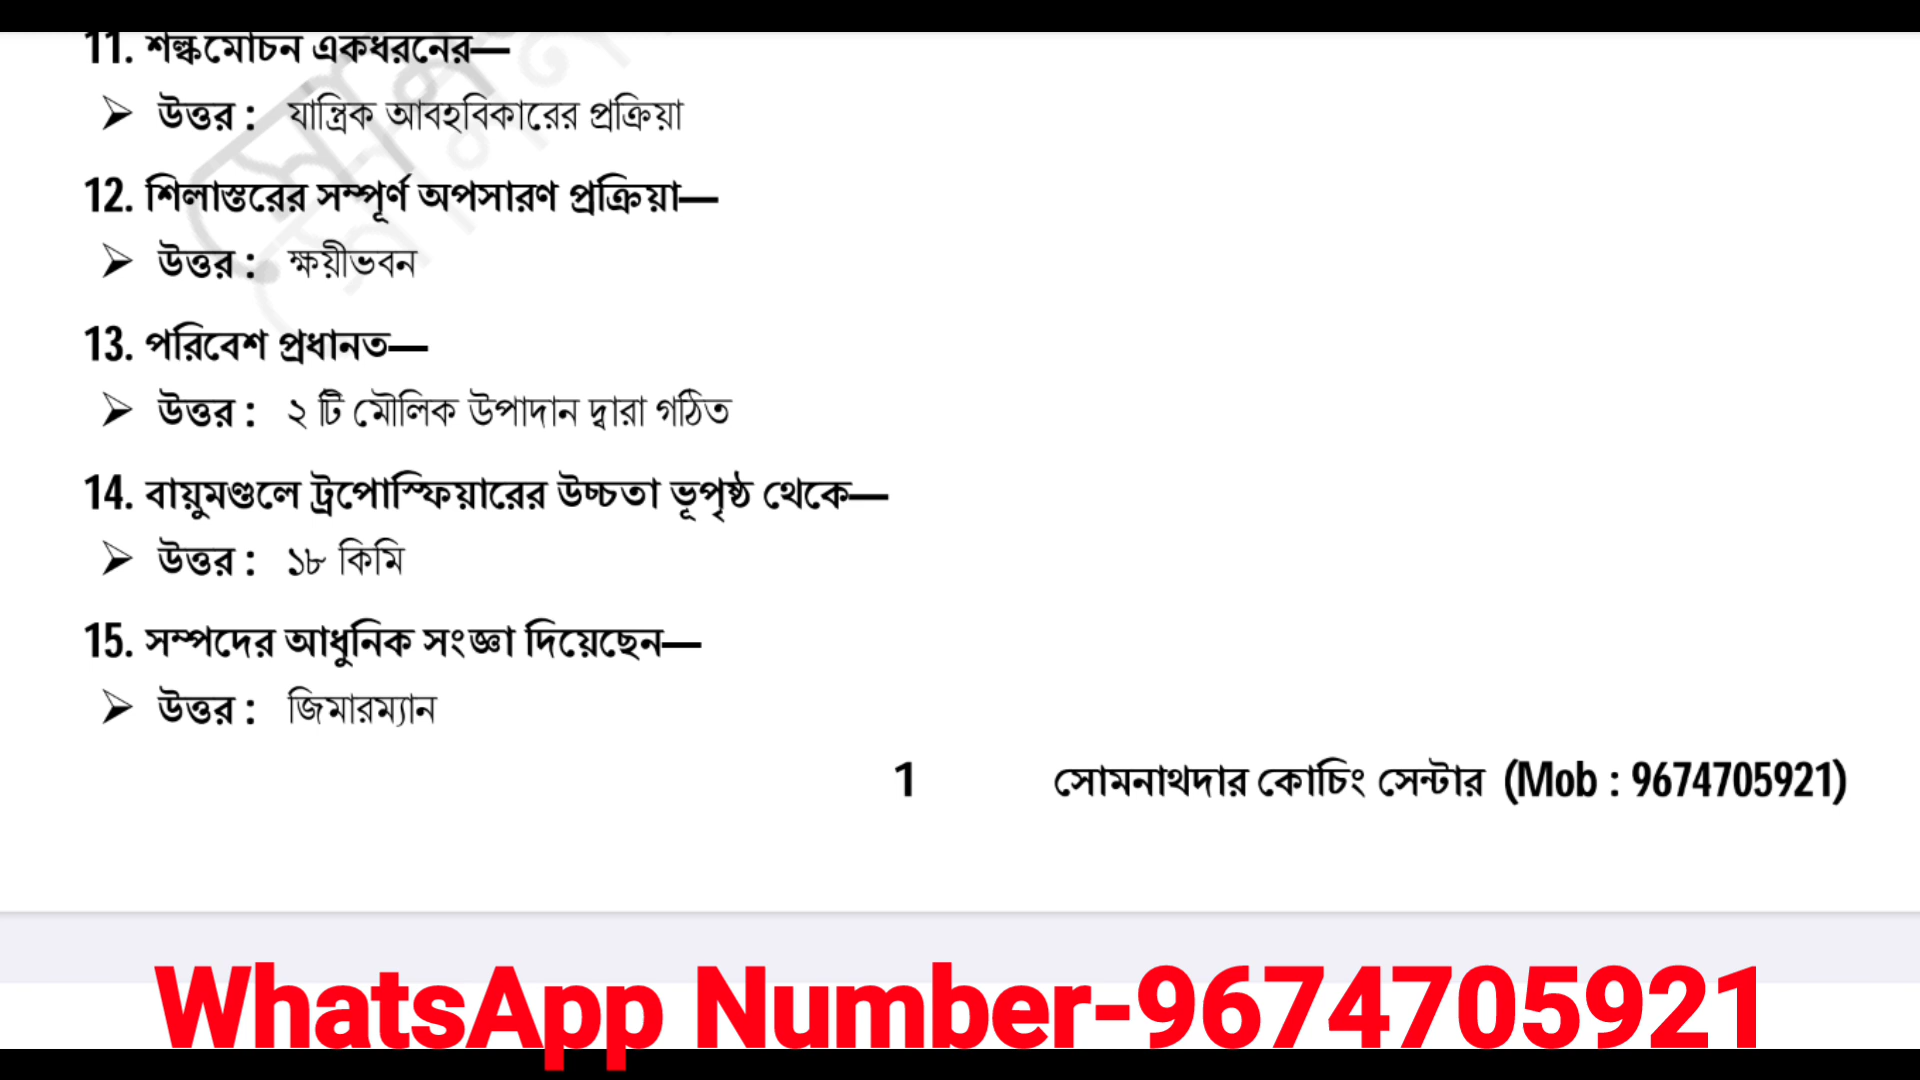 11. শল্কমোচন একধরনের—
➢ উত্তর : যান্ত্রিক আবহবিকারের প্রক্রিয়া
12. শিলাস্তরের সম্পূর্ণ অপসারণ প্রক্রিয়া—
➢ উত্তর : ক্ষয়ীভবন
13. পরিবেশ প্রধানত—
➢ উত্তর : ২ টি মৌলিক উপাদান দ্বারা গঠিত
14. বায়ুমণ্ডলে ট্রপোস্ফিয়ারের উচ্চতা ভূপৃষ্ঠ থেকে—
➢ উত্তর : ১৮ কিমি
15. সম্পদের আধুনিক সংজ্ঞা দিয়েছেন—
➢ উত্তর : জিমারম্যান
1 সোমনাথদার কোচিং সেন্টার (Mob : 9674705921)
WhatsApp Number-9674705921